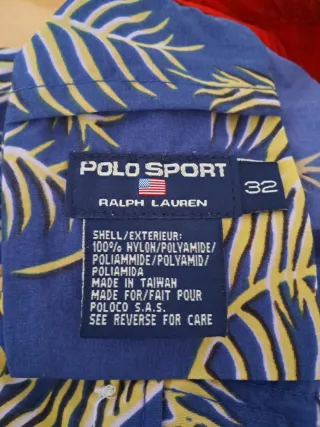 POLO SPORT
32
RALPH LAUREN
SHELL/EXTERIEUR:
100% NYLON/POLYAMIDE/
POLIAMMIDE/POLYAMID/
POLIAMIDA
MADE IN TAIWAN
MADE FOR/FAIT POUR
POLOCO S.A.S.
SEE REVERSE FOR CARE